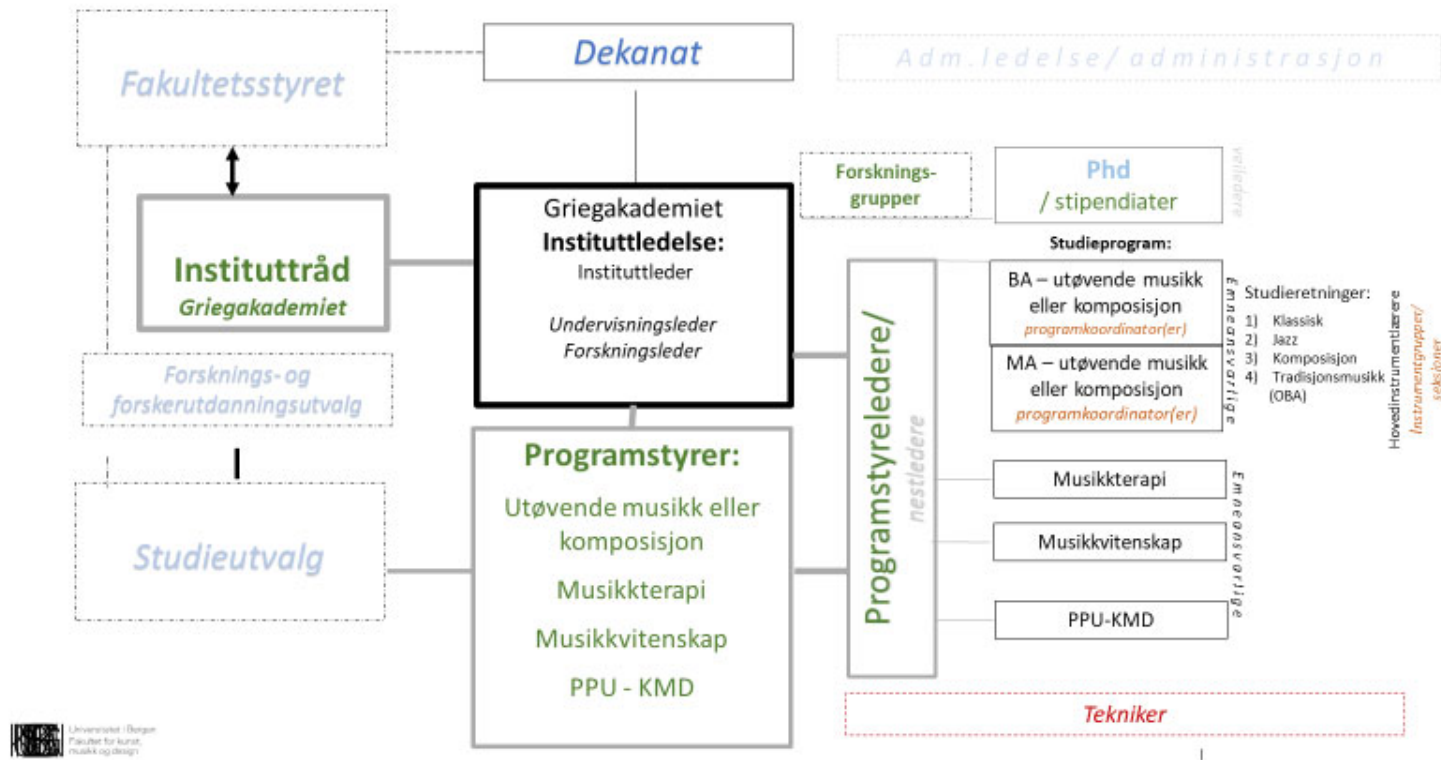 Fakultetsstyret
Dekanat
Adm.ledelse/ administrasjon
Instituttråd
Griegakademiet
Griegakademiet
Instituttledelse:
Instituttleder
Undervisningsleder
Forskningsleder
Forsknings-
grupper
Phd
/ stipendiater
veiledere
Forsknings- og
forskerutdanningsutvalg
Studieutvalg
Programstyrer:
Utøvende musikk eller
komposisjon
Musikkterapi
Musikkvitenskap
PPU - KMD
Programstyreledere/
nestledere
Studieprogram:
BA – utøvende musikk
eller komposisjon
programkoordinator(er)
MA – utøvende musikk
eller komposisjon
programkoordinator(er)
Emneansvarlige
Studieretninger:
1) Klassisk
2) Jazz
3) Komposisjon
4) Tradisjonsmusikk
(OBA)
Hovedinstrumentlærere
Instrumentgrupper/
seksjoner
Musikkterapi
Musikkvitenskap
PPU-KMD
Emneansvarlige
Tekniker
Universitetet i Bergen
Fakultet for kunst,
musikk og design